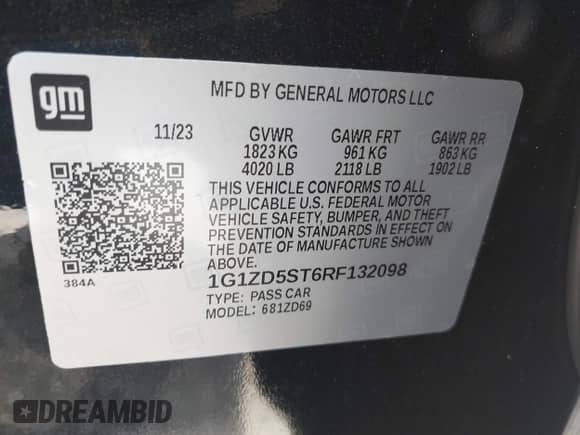 gm
MFD BY GENERAL MOTORS LLC
11/23 GVWR GAWR FRT GAWR RR
1823 KG 961 KG 863 KG
4020 LB 2118 LB 1902 LB
THIS VEHICLE CONFORMS TO ALL
APPLICABLE U.S. FEDERAL MOTOR
VEHICLE SAFETY, BUMPER, AND THEFT
PREVENTION STANDARDS IN EFFECT ON
THE DATE OF MANUFACTURE SHOWN
ABOVE.
384A
1G1ZD5ST6RF132098
TYPE: PASS CAR
MODEL: 681ZD69
DREAMBID